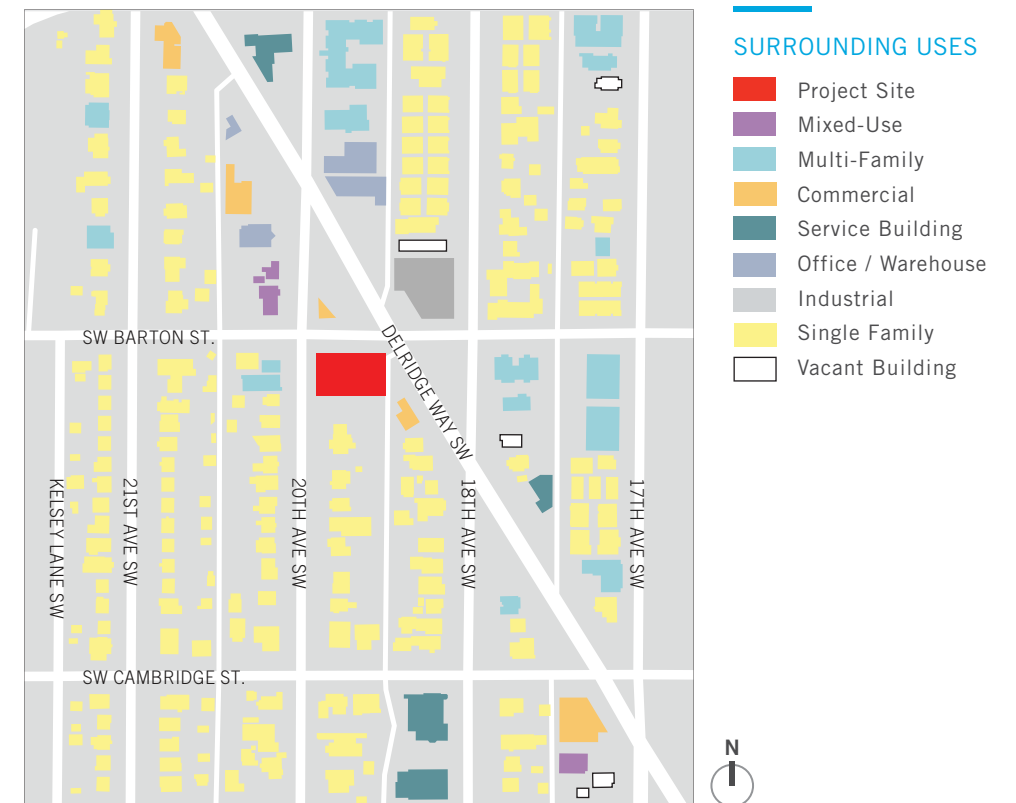 SURROUNDING USES
Project Site
Mixed-Use
Multi-Family
Commercial
Service Building
Office / Warehouse
Industrial
Single Family
Vacant Building
SW BARTON ST.
DELRIDGE WAY SW
KELSEY LANE SW
21ST AVE SW
20TH AVE SW
18TH AVE SW
17TH AVE SW
SW CAMBRIDGE ST.
N